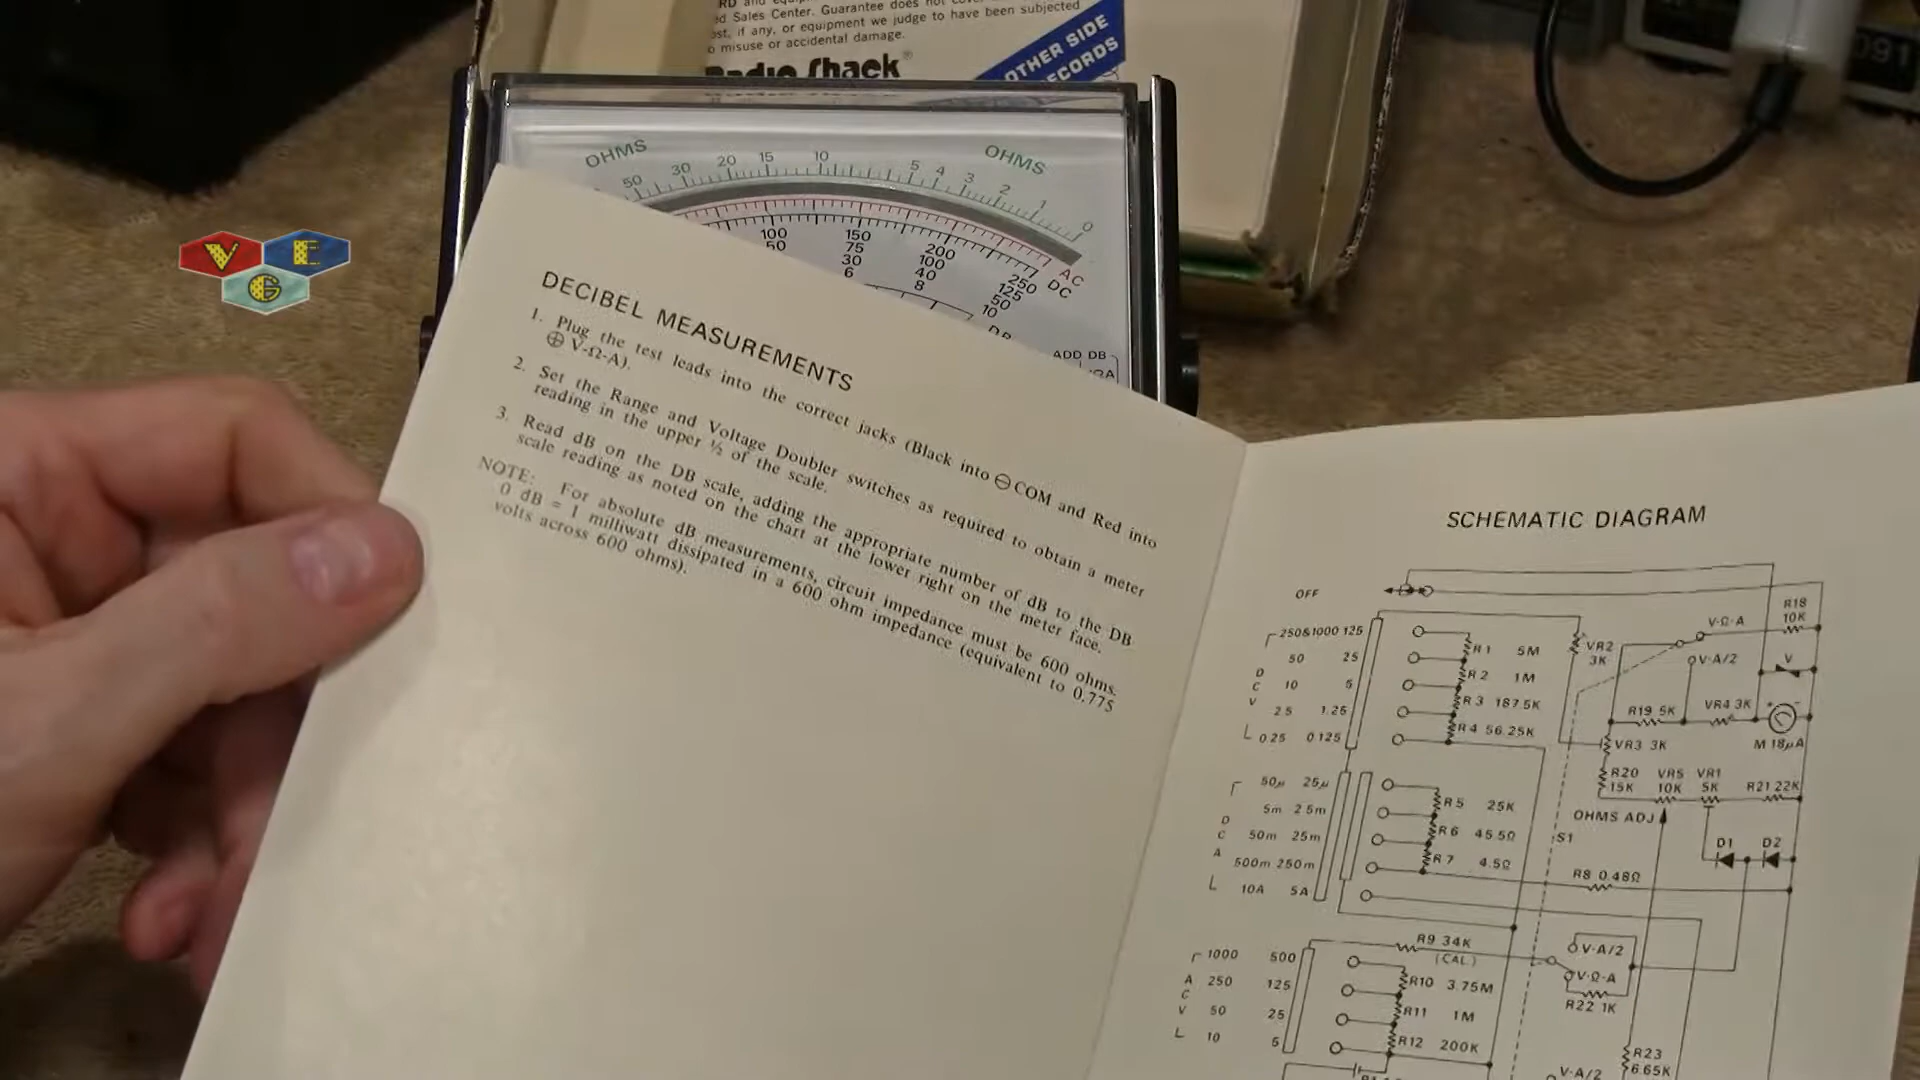 RD and
ed Sales Center. Guarantee does not
ost, if any, or equipment we judge to have been subjected
o misuse or accidental damage.
Radio Shack®
OTHER SIDE
RECORDS
091
OHMS OHMS
50 30 20 15 10 5 4 3 2 1 0
AC
DC
100 150 200 250
50 75 100 125
30 40 50
6 8 10
DB
ADD DB
V E G
DECIBEL MEASUREMENTS
1. Plug the test leads into the correct jacks (Black into ⊖ COM and Red into
⊕ V-Ω-A).
2. Set the Range and Voltage Doubler switches as required to obtain a meter
reading in the upper ½ of the scale.
3. Read dB on the DB scale, adding the appropriate number of dB to the DB
scale reading as noted on the chart at the lower right on the meter face.
NOTE: For absolute dB measurements, circuit impedance must be 600 ohms.
0 dB = 1 milliwatt dissipated in a 600 ohm impedance (equivalent to 0.775
volts across 600 ohms).
SCHEMATIC DIAGRAM
OFF
DCV
250&1000 125
50 25
10 5
2.5 1.25
0.25 0.125
R1 5M
R2 1M
R3 187.5K
R4 56.25K
VR2
3K
V-Ω-A
V-A/2
R18
10K
V
R19 5K
VR4 3K
M 18μA
VR3 3K
R20
15K
VR5
10K
VR1
5K
R21 22K
OHMS ADJ
S1
D1 D2
DCA
50μ 25μ
5m 2.5m
50m 25m
500m 250m
10A 5A
R5 25K
R6 45.5Ω
R7 4.5Ω
R8 0.48Ω
R9 34K
(CAL)
V-A/2
V-Ω-A
R22 1K
ACV
1000 500
250 125
50 25
10 5
R10 3.75M
R11 1M
R12 200K
R23
6.65K
V-A/2